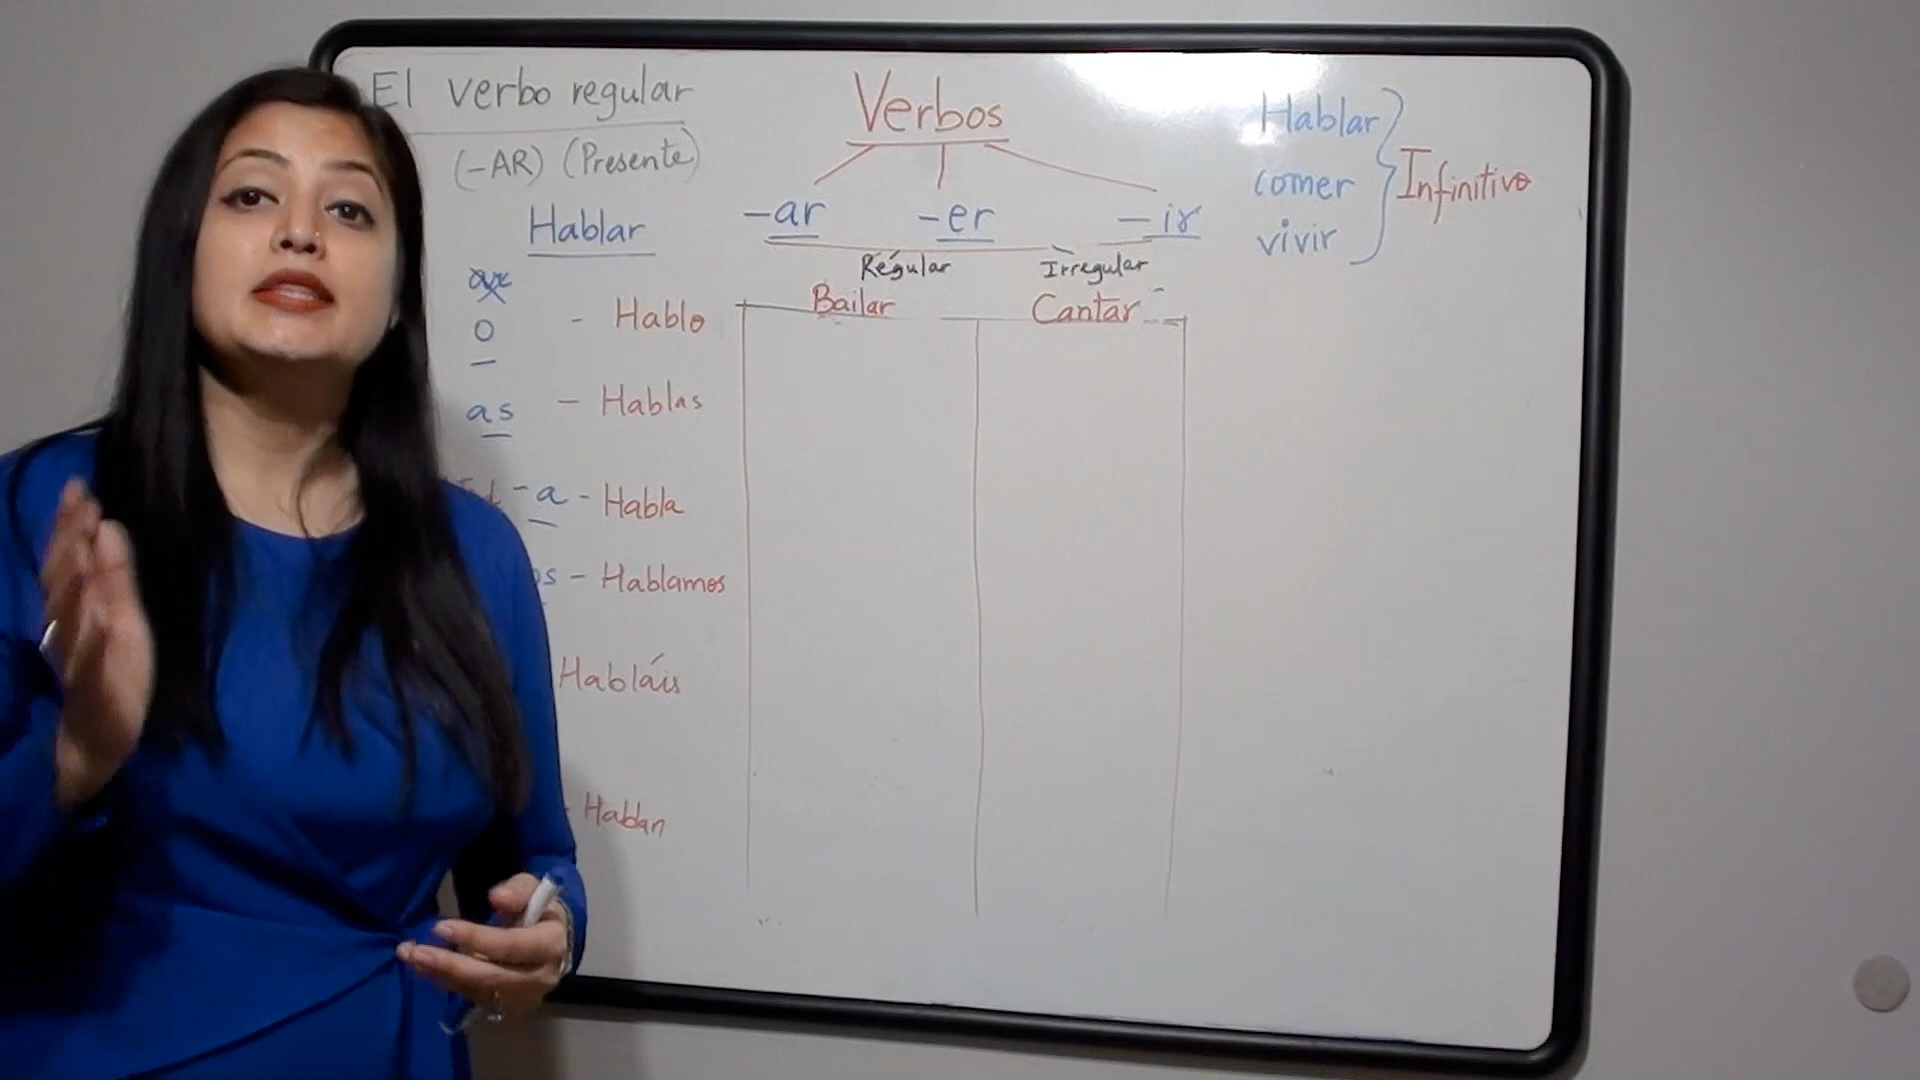 El verbo regular
(-AR) (Presente)
Hablar
o - Hablo
as - Hablas
-a - Habla
os - Hablamos
Habláis
- Hablan
Verbos
-ar -er -ir
Regular Irregular
Bailar Cantar
Hablar
comer
vivir
Infinitivo